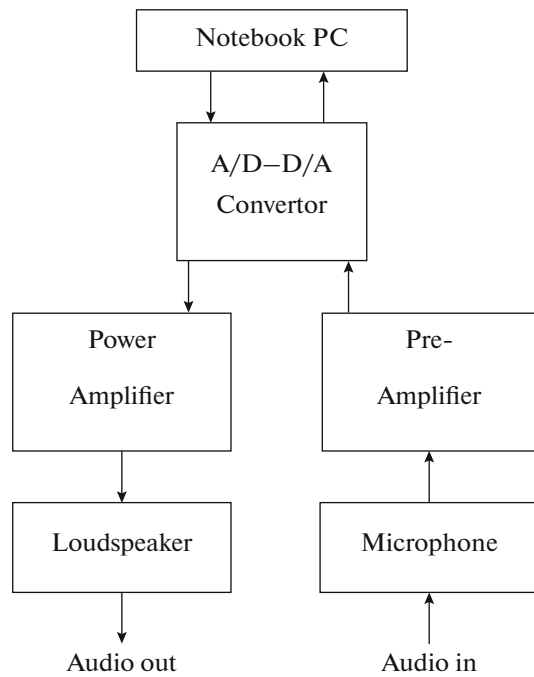 Notebook PC
A/D–D/A
Convertor
Power
Amplifier
Pre-
Amplifier
Loudspeaker
Microphone
Audio out
Audio in